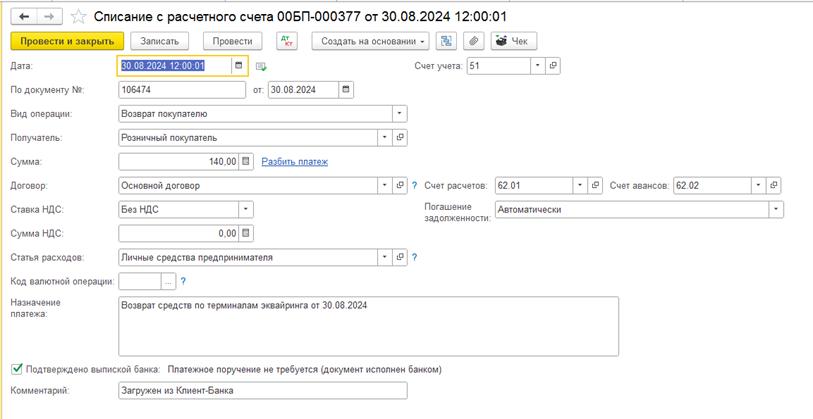 Списание с расчетного счета 00БП-000377 от 30.08.2024 12:00:01
Провести и закрыть Записать Провести Дт Кт Создать на основании Чек
Дата: 30.08.2024 12:00:01 Счет учета: 51
По документу №: 106474 от: 30.08.2024
Вид операции: Возврат покупателю
Получатель: Розничный покупатель
Сумма: 140,00 Разбить платеж
Договор: Основной договор ? Счет расчетов: 62.01 Счет авансов: 62.02
Ставка НДС: Без НДС Погашение задолженности: Автоматически
Сумма НДС: 0,00
Статья расходов: Личные средства предпринимателя ?
Код валютной операции: ... ?
Назначение платежа: Возврат средств по терминалам эквайринга от 30.08.2024
Подтверждено выпиской банка: Платежное поручение не требуется (документ исполнен банком)
Комментарий: Загружен из Клиент-Банка